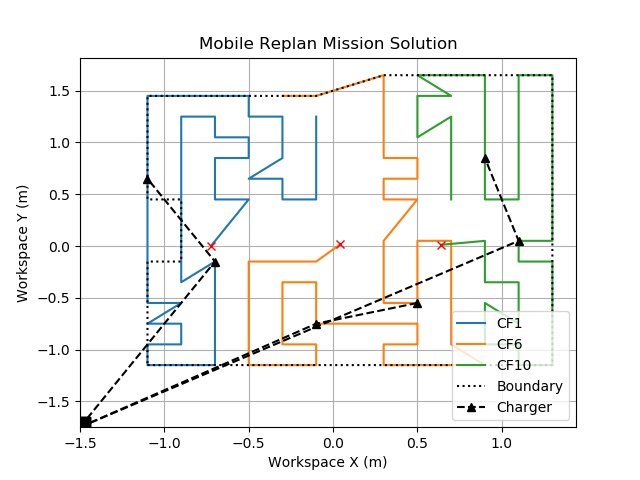 Mobile Replan Mission Solution
Workspace Y (m)
1.5
1.0
0.5
0.0
−0.5
−1.0
−1.5
−1.5
−1.0
−0.5
0.0
0.5
1.0
Workspace X (m)
CF1
CF6
CF10
Boundary
Charger